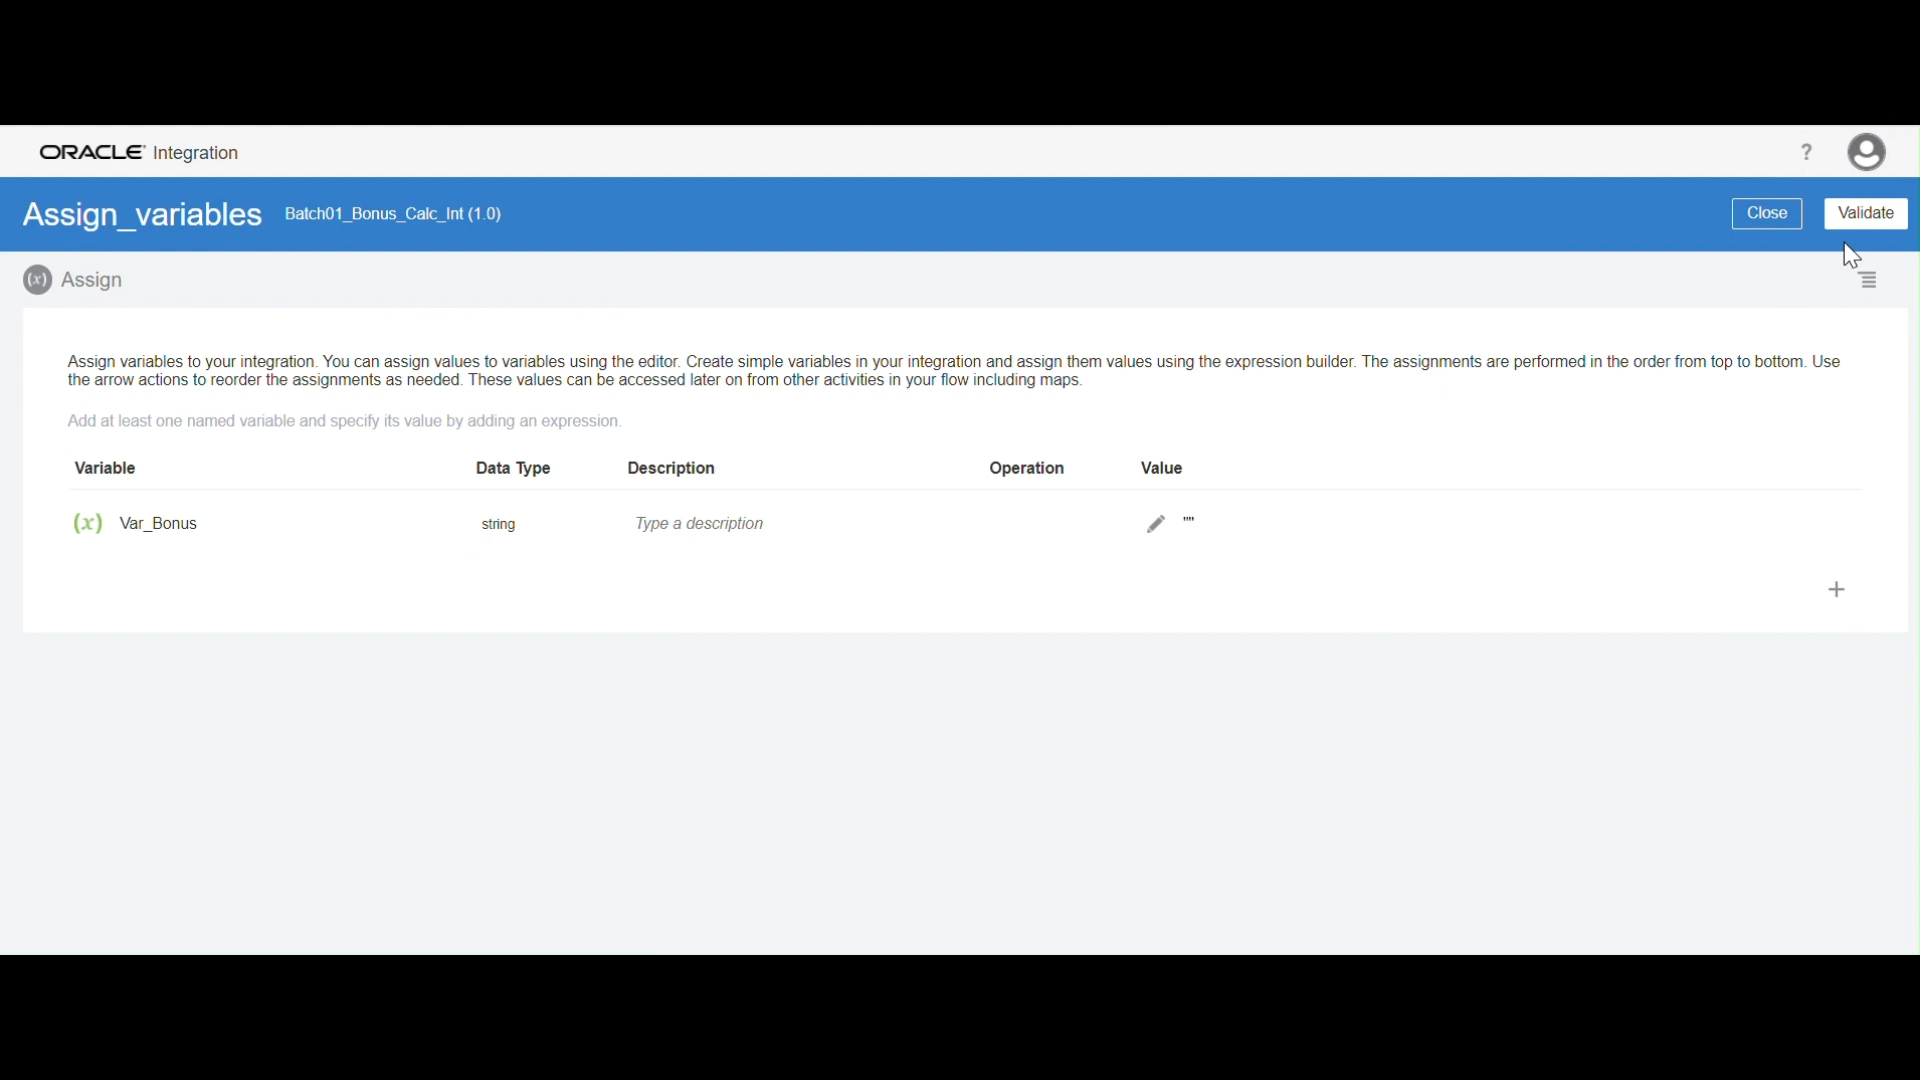 ORACLE Integration ?
Assign_variables Batch01_Bonus_Calc_Int (1.0) Close Validate
(x) Assign
Assign variables to your integration. You can assign values to variables using the editor. Create simple variables in your integration and assign them values using the expression builder. The assignments are performed in the order from top to bottom. Use
the arrow actions to reorder the assignments as needed. These values can be accessed later on from other activities in your flow including maps.
Add at least one named variable and specify its value by adding an expression.
Variable Data Type Description Operation Value
(x) Var_Bonus string Type a description ""
+